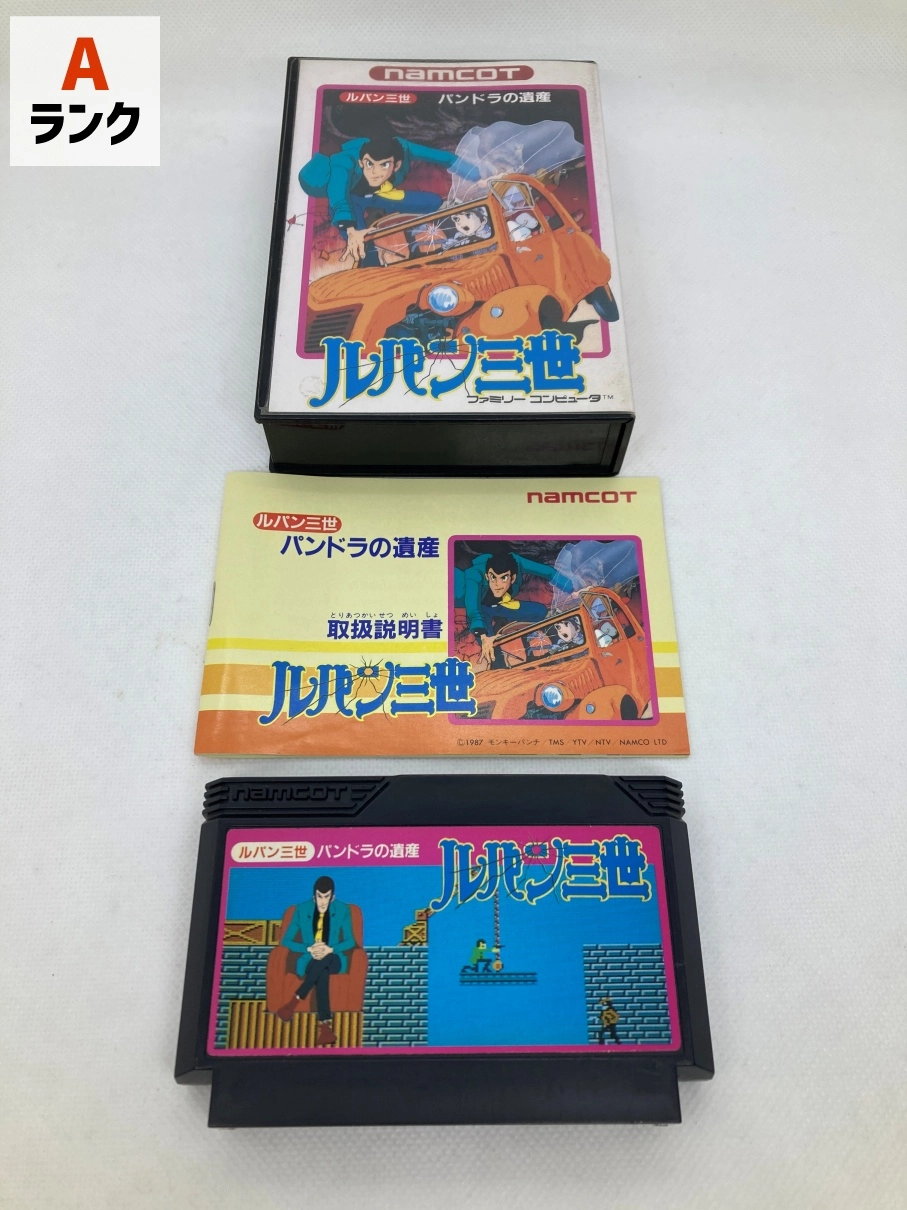 A
ランク
namcot
ルパン三世 パンドラの遺産
ルパン三世
ファミリー コンピュータ™
namcot
ルパン三世
パンドラの遺産
とりあつかいせつ めい しょ
取扱説明書
ルパン三世
©1987 モンキーパンチ/TMS/YTV/NTV/NAMCO LTD.
namcot
ルパン三世 パンドラの遺産
ルパン三世